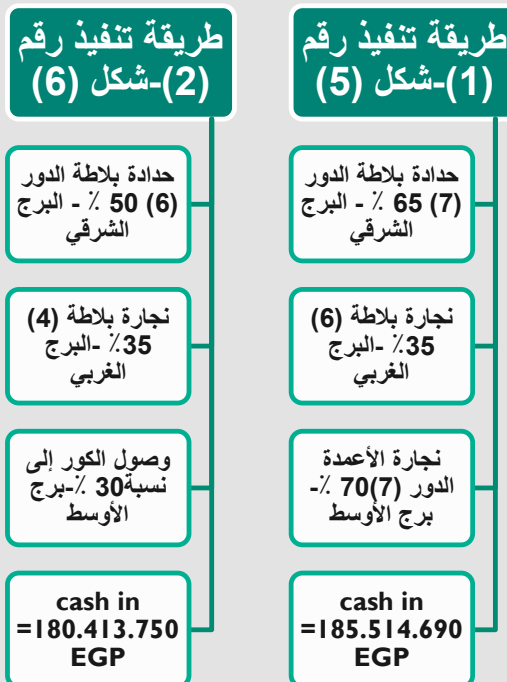 طريقة تنفيذ رقم
(1)-شكل (5)
حدادة بلاطة الدور
(7) 65 ٪ - البرج
الشرقي
نجارة بلاطة (6)
35٪ -البرج
الغربي
نجارة الأعمدة
الدور (7)70 ٪-
برج الأوسط
cash in
=185.514.690
EGP
طريقة تنفيذ رقم
(2)-شكل (6)
حدادة بلاطة الدور
(6) 50 ٪ - البرج
الشرقي
نجارة بلاطة (4)
35٪ -البرج
الغربي
وصول الكور إلى
نسبة30 ٪-برج
الأوسط
cash in
=180.413.750
EGP